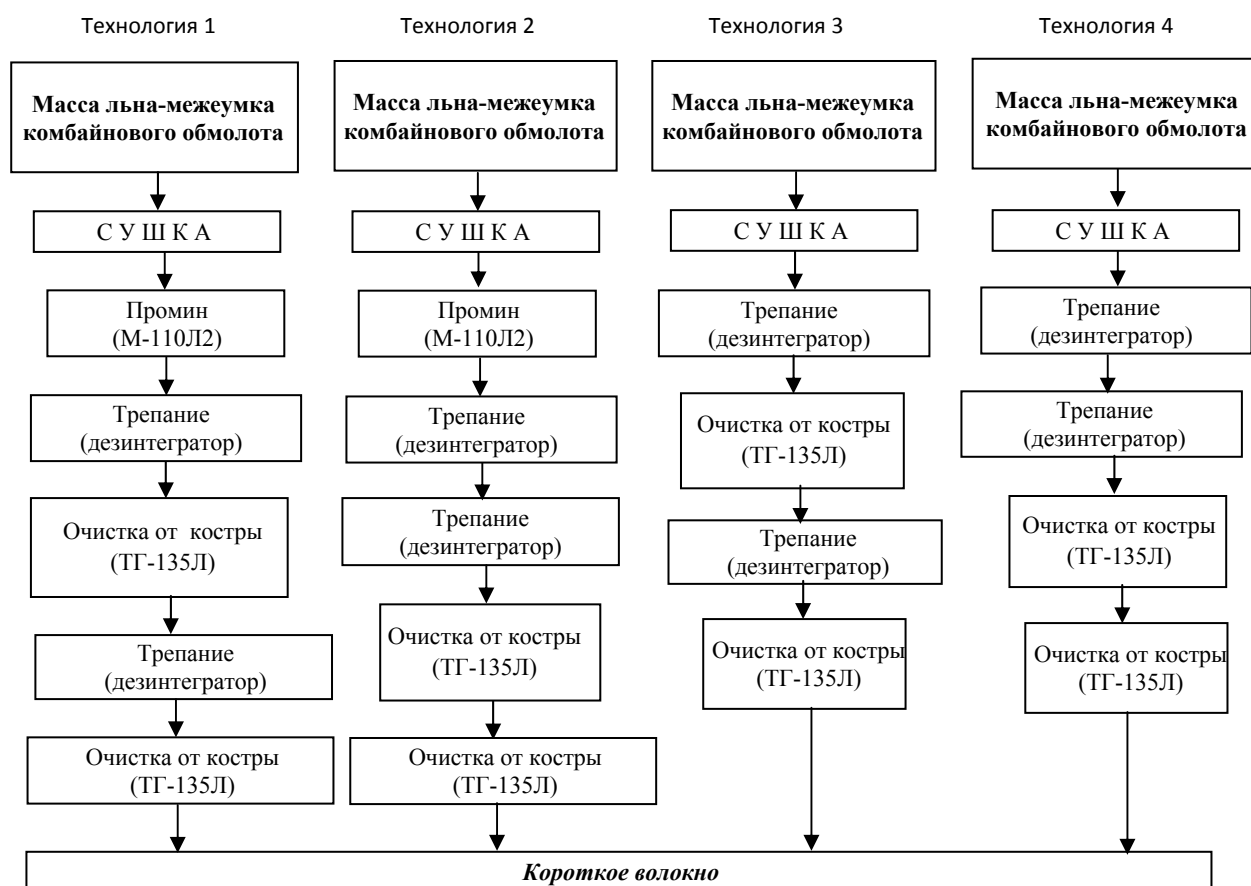 Технология 1
Масса льна-межеумка
комбайнового обмолота
С У Ш К А
Промин
(М-110Л2)
Трепание
(дезинтегратор)
Очистка от костры
(ТГ-135Л)
Трепание
(дезинтегратор)
Очистка от костры
(ТГ-135Л)
Технология 2
Масса льна-межеумка
комбайнового обмолота
С У Ш К А
Промин
(М-110Л2)
Трепание
(дезинтегратор)
Трепание
(дезинтегратор)
Очистка от костры
(ТГ-135Л)
Очистка от костры
(ТГ-135Л)
Технология 3
Масса льна-межеумка
комбайнового обмолота
С У Ш К А
Трепание
(дезинтегратор)
Очистка от костры
(ТГ-135Л)
Трепание
(дезинтегратор)
Очистка от костры
(ТГ-135Л)
Технология 4
Масса льна-межеумка
комбайнового обмолота
С У Ш К А
Трепание
(дезинтегратор)
Трепание
(дезинтегратор)
Очистка от костры
(ТГ-135Л)
Очистка от костры
(ТГ-135Л)
Короткое волокно